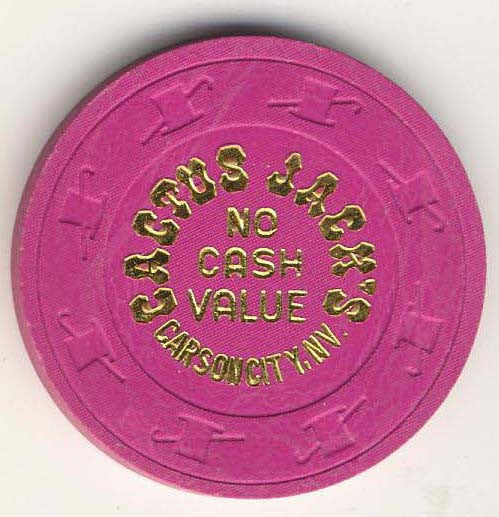 CACTUS JACK'S
NO
CASH
VALUE
CARSON CITY, NV.